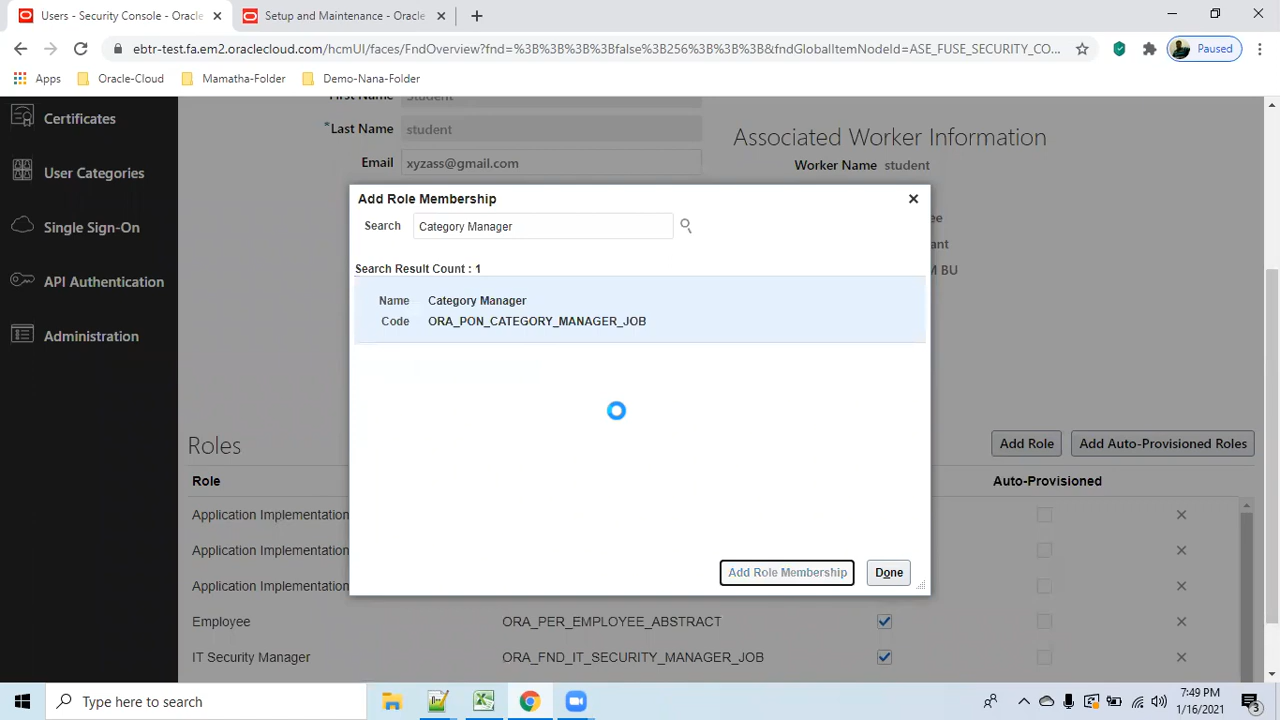 Users - Security Console - Oracle
Setup and Maintenance - Oracle
ebtr-test.fa.em2.oraclecloud.com/hcmUI/faces/FndOverview?fnd=%3B%3B%3B%3Bfalse%3B256%3B%3B%3B&fndGlobalItemNodeId=ASE_FUSE_SECURITY_CO...
Paused
Apps
Oracle-Cloud
Mamatha-Folder
Demo-Nana-Folder
Certificates
User Categories
Single Sign-On
API Authentication
Administration
First Name Student
*Last Name student
Email xyzass@gmail.com
Associated Worker Information
Worker Name student
Add Role Membership
Search Category Manager
Search Result Count : 1
Name Category Manager
Code ORA_PON_CATEGORY_MANAGER_JOB
Add Role Membership
Done
Roles
Add Role
Add Auto-Provisioned Roles
Role
Auto-Provisioned
Application Implementation
Application Implementation
Application Implementation
Employee ORA_PER_EMPLOYEE_ABSTRACT
IT Security Manager ORA_FND_IT_SECURITY_MANAGER_JOB
Type here to search
7:49 PM
1/16/2021
3